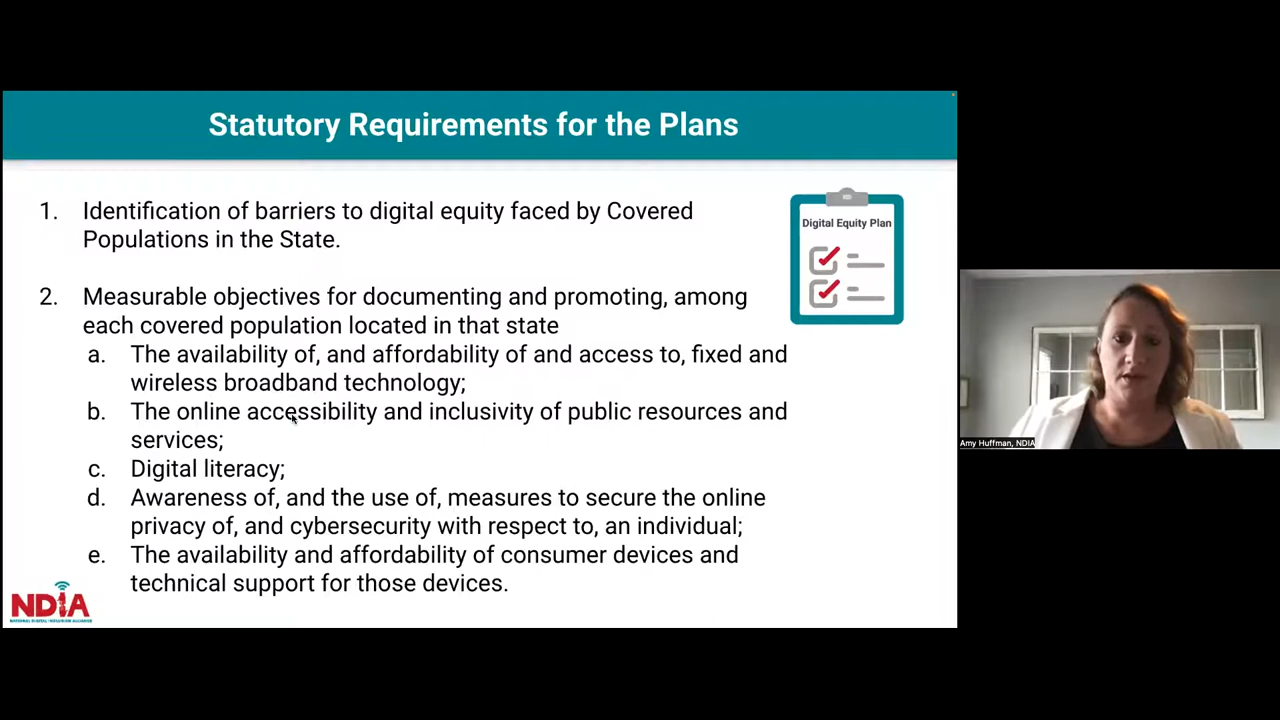 Statutory Requirements for the Plans
1. Identification of barriers to digital equity faced by Covered
Populations in the State.
2. Measurable objectives for documenting and promoting, among
each covered population located in that state
a. The availability of, and affordability of and access to, fixed and
wireless broadband technology;
b. The online accessibility and inclusivity of public resources and
services;
c. Digital literacy;
d. Awareness of, and the use of, measures to secure the online
privacy of, and cybersecurity with respect to, an individual;
e. The availability and affordability of consumer devices and
technical support for those devices.
Digital Equity Plan
NDIA
NATIONAL DIGITAL INCLUSION ALLIANCE
Amy Huffman, NDIA